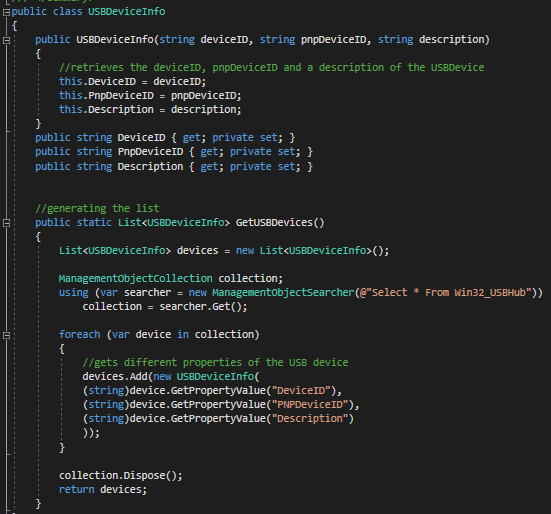 public class USBDeviceInfo
{
public USBDeviceInfo(string deviceID, string pnpDeviceID, string description)
{
//retrieves the deviceID, pnpDeviceID and a description of the USBDevice
this.DeviceID = deviceID;
this.PnpDeviceID = pnpDeviceID;
this.Description = description;
}
public string DeviceID { get; private set; }
public string PnpDeviceID { get; private set; }
public string Description { get; private set; }
//generating the list
public static List<USBDeviceInfo> GetUSBDevices()
{
List<USBDeviceInfo> devices = new List<USBDeviceInfo>();
ManagementObjectCollection collection;
using (var searcher = new ManagementObjectSearcher(@"Select * From Win32_USBHub"))
collection = searcher.Get();
foreach (var device in collection)
{
//gets different properties of the USB device
devices.Add(new USBDeviceInfo(
(string)device.GetPropertyValue("DeviceID"),
(string)device.GetPropertyValue("PNPDeviceID"),
(string)device.GetPropertyValue("Description")
));
}
collection.Dispose();
return devices;
}